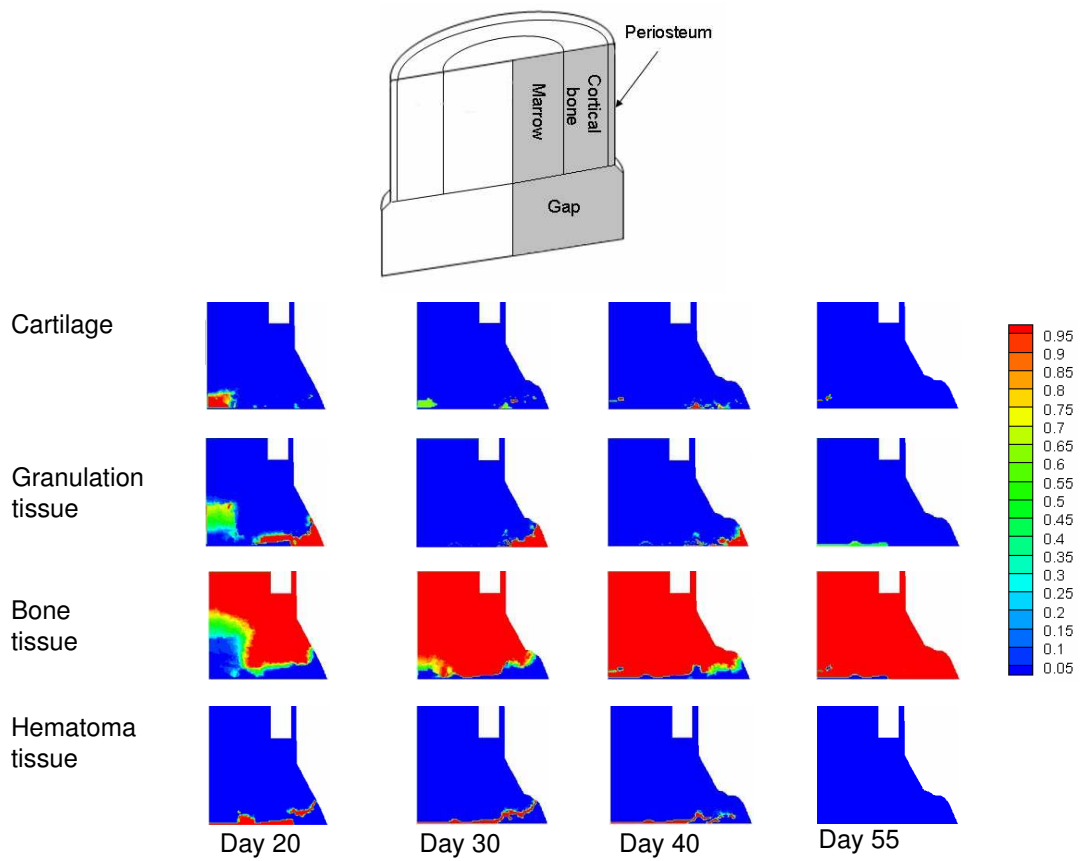 Periosteum
Marrow
Cortical
bone
Gap
Cartilage
Granulation
tissue
Bone
tissue
Hematoma
tissue
Day 20
Day 30
Day 40
Day 55
0.95
0.9
0.85
0.8
0.75
0.7
0.65
0.6
0.55
0.5
0.45
0.4
0.35
0.3
0.25
0.2
0.15
0.1
0.05